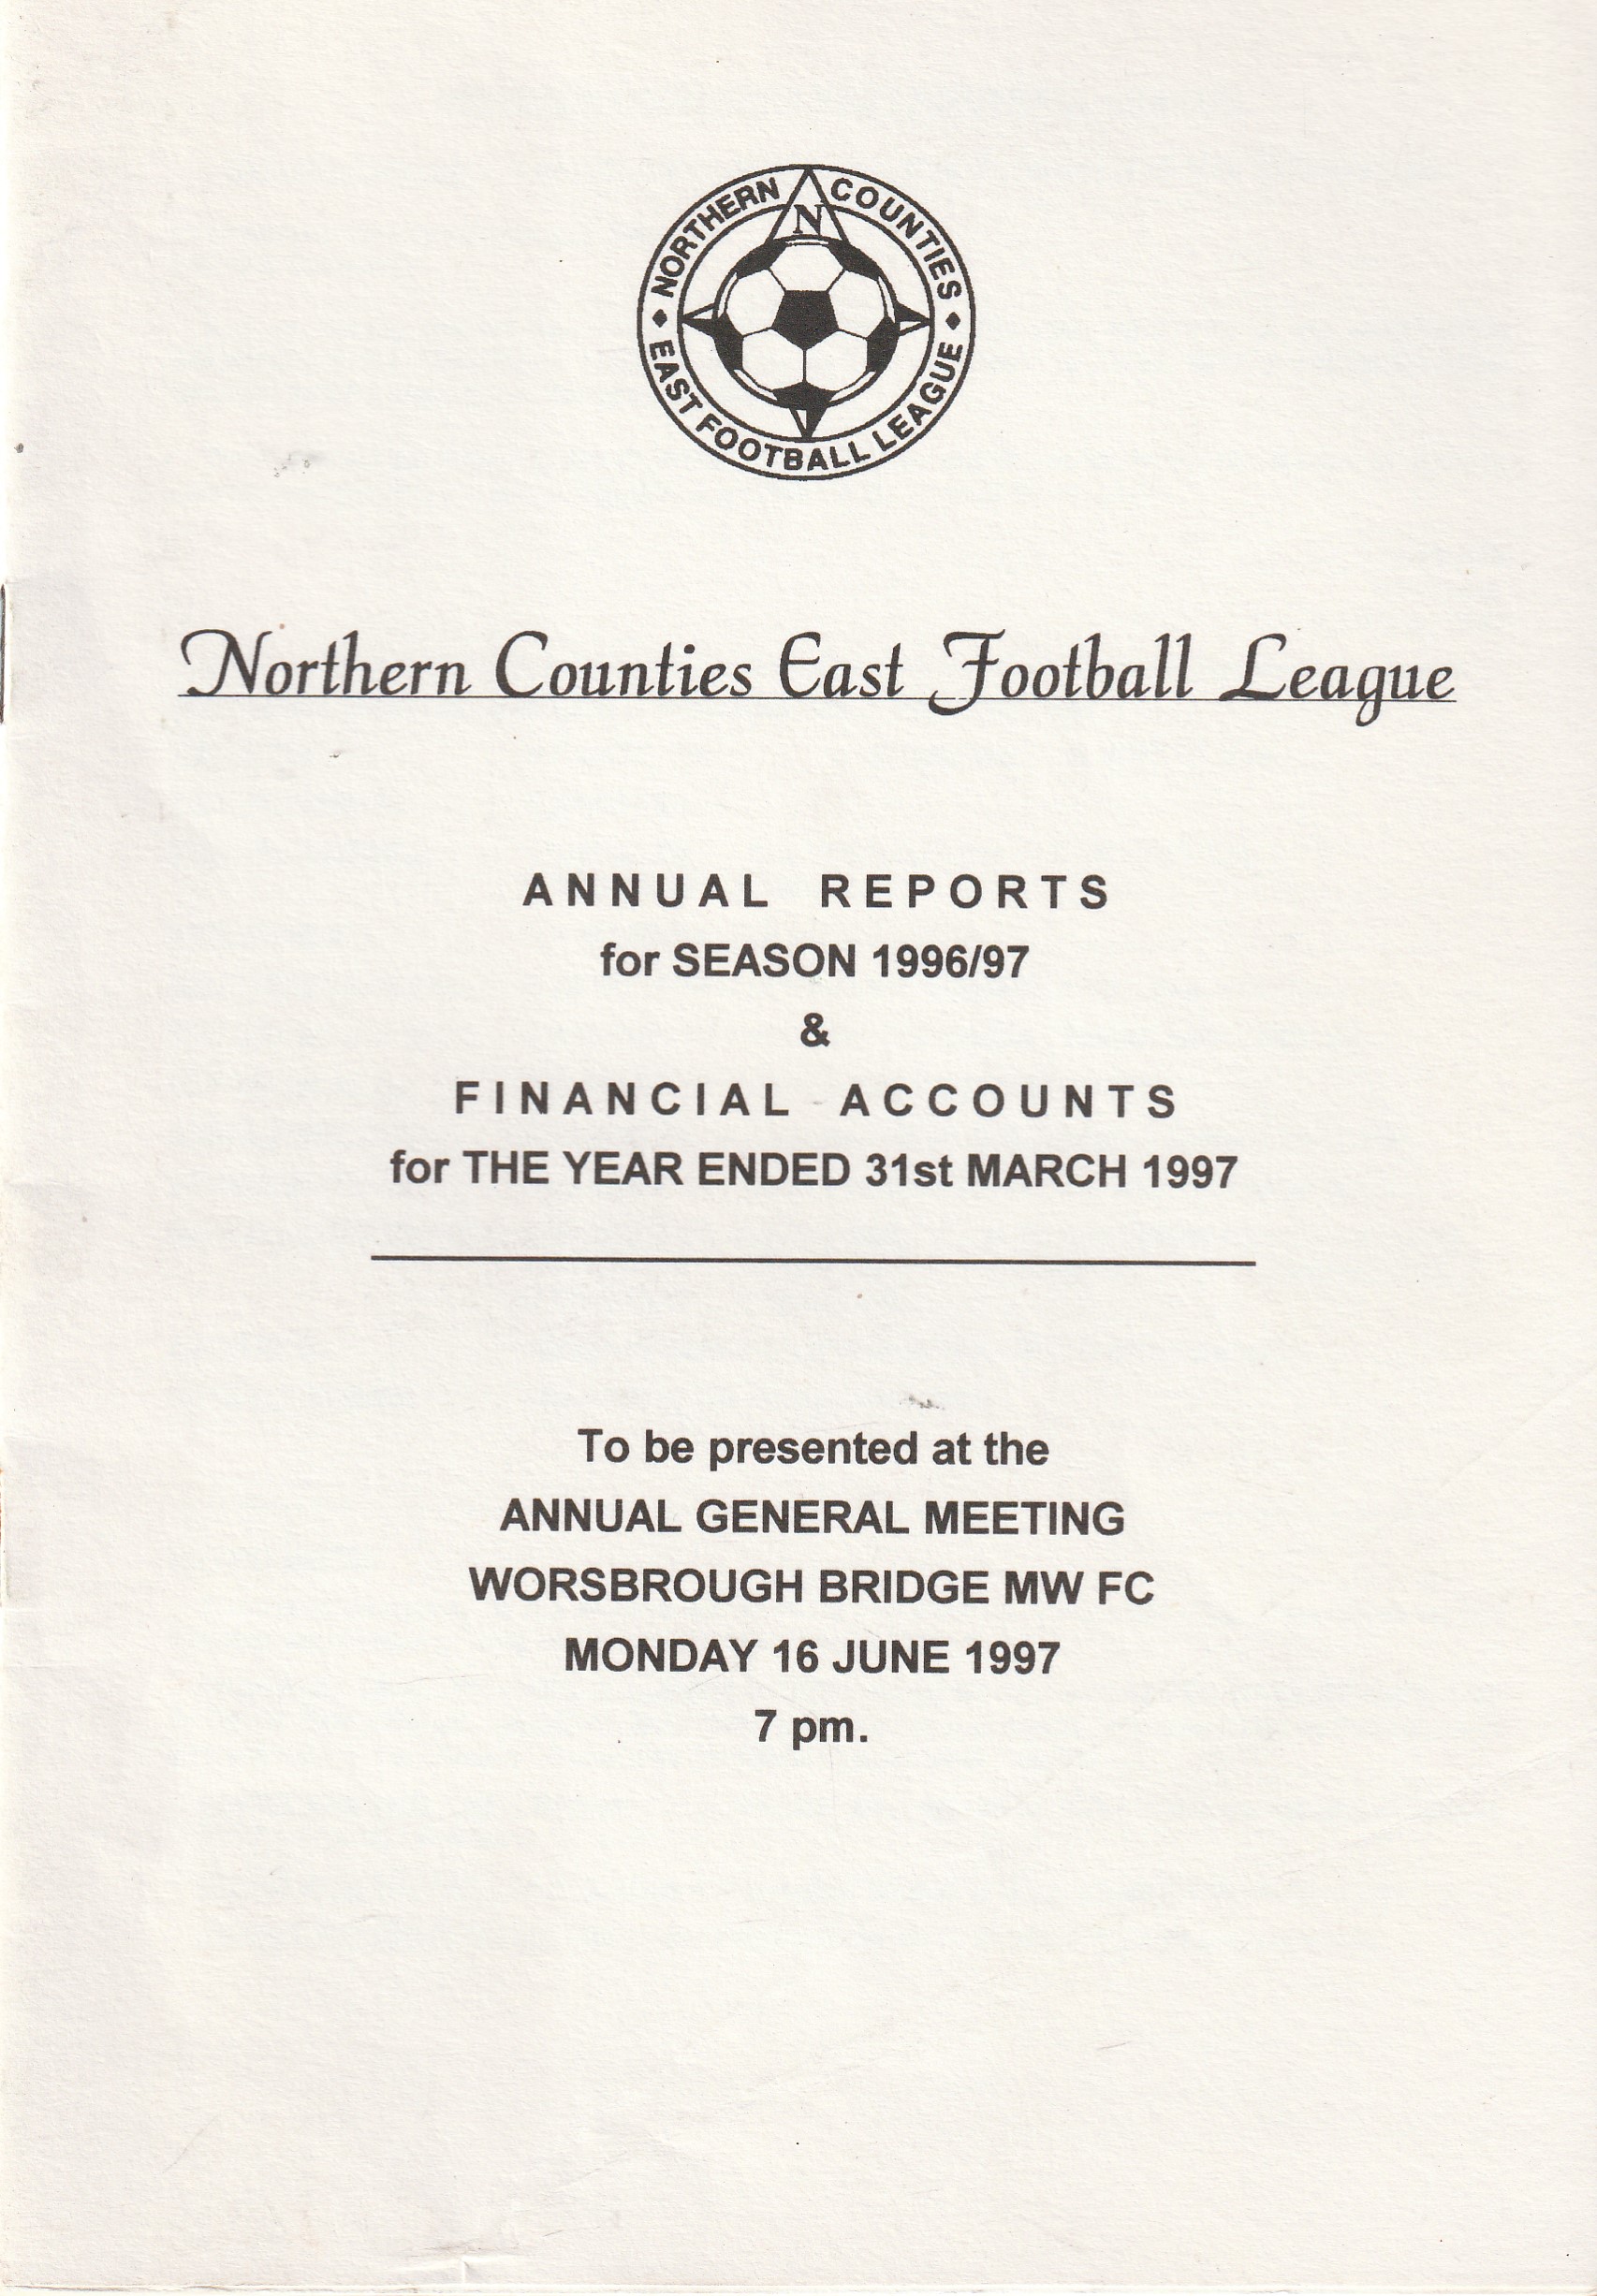 NORTHERN COUNTIES
N
EAST FOOTBALL LEAGUE
Northern Counties East Football League
ANNUAL REPORTS
for SEASON 1996/97
&
FINANCIAL ACCOUNTS
for THE YEAR ENDED 31st MARCH 1997
To be presented at the
ANNUAL GENERAL MEETING
WORSBROUGH BRIDGE MW FC
MONDAY 16 JUNE 1997
7 pm.